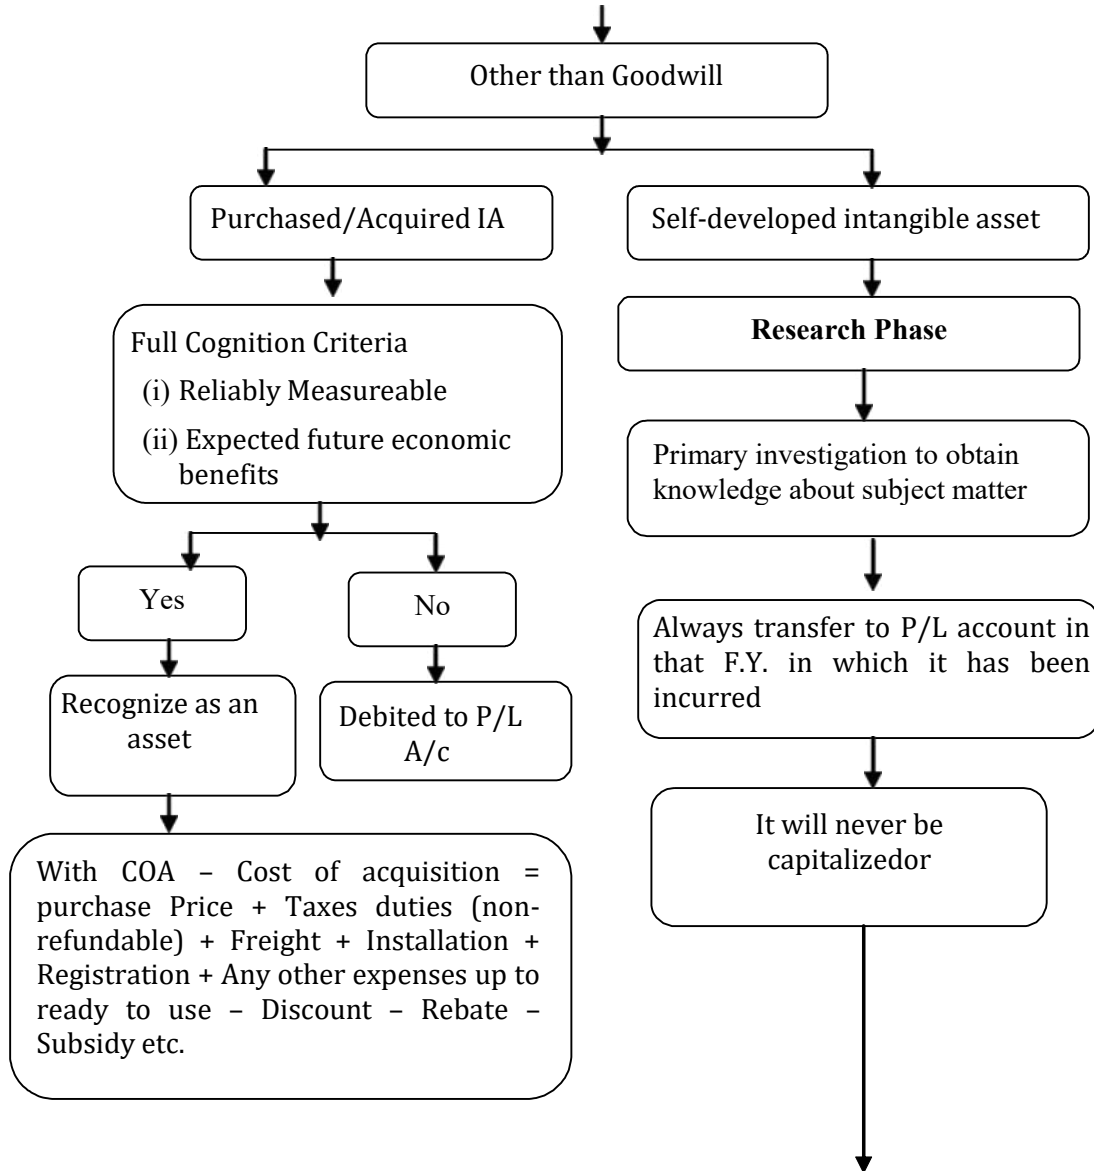 Other than Goodwill
Purchased/Acquired IA
Full Cognition Criteria
(i) Reliably Measureable
(ii) Expected future economic
benefits
Yes
No
Recognize as an
asset
Debited to P/L
A/c
With COA – Cost of acquisition =
purchase Price + Taxes duties (non-
refundable) + Freight + Installation +
Registration + Any other expenses up to
ready to use – Discount – Rebate –
Subsidy etc.
Self-developed intangible asset
Research Phase
Primary investigation to obtain
knowledge about subject matter
Always transfer to P/L account in
that F.Y. in which it has been
incurred
It will never be
capitalizedor